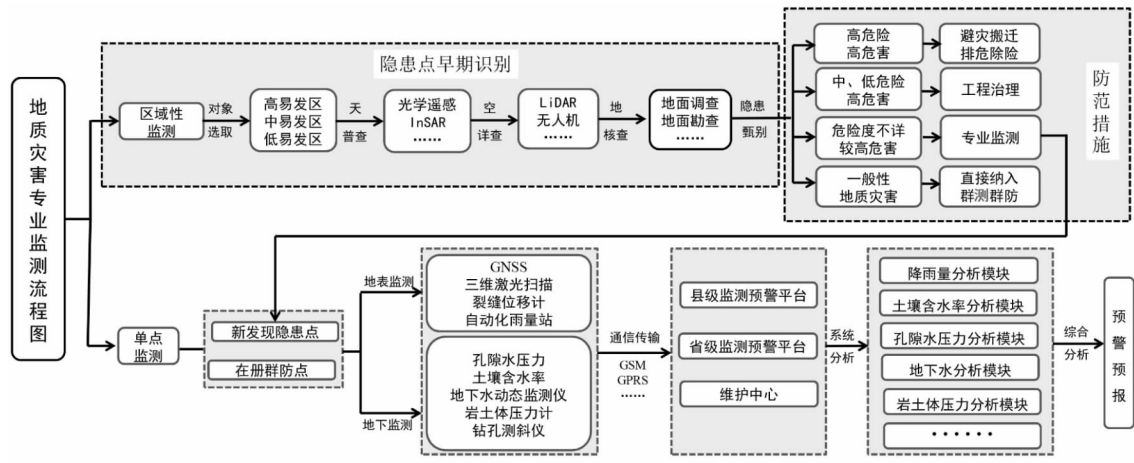 地质灾害专业监测流程图
隐患点早期识别
区域性
监测
对象
选取
高易发区
中易发区
低易发区
天
普查
光学遥感
InSAR
……
空
详查
LiDAR
无人机
……
地
核查
地面调查
地面勘查
……
隐患
甄别
高危险
高危害
避灾搬迁
排危除险
中、低危险
高危害
工程治理
危险度不详
较高危害
专业监测
一般性
地质灾害
直接纳入
群测群防
防范措施
单点
监测
新发现隐患点
在册群防点
地表监测
地下监测
GNSS
三维激光扫描
裂缝位移计
自动化雨量站
孔隙水压力
土壤含水率
地下水动态监测仪
岩土体压力计
钻孔测斜仪
通信传输
GSM
GPRS
……
县级监测预警平台
省级监测预警平台
维护中心
系统
分析
降雨量分析模块
土壤含水率分析模块
孔隙水压力分析模块
地下水分析模块
岩土体压力分析模块
······
综合
分析
预警预报